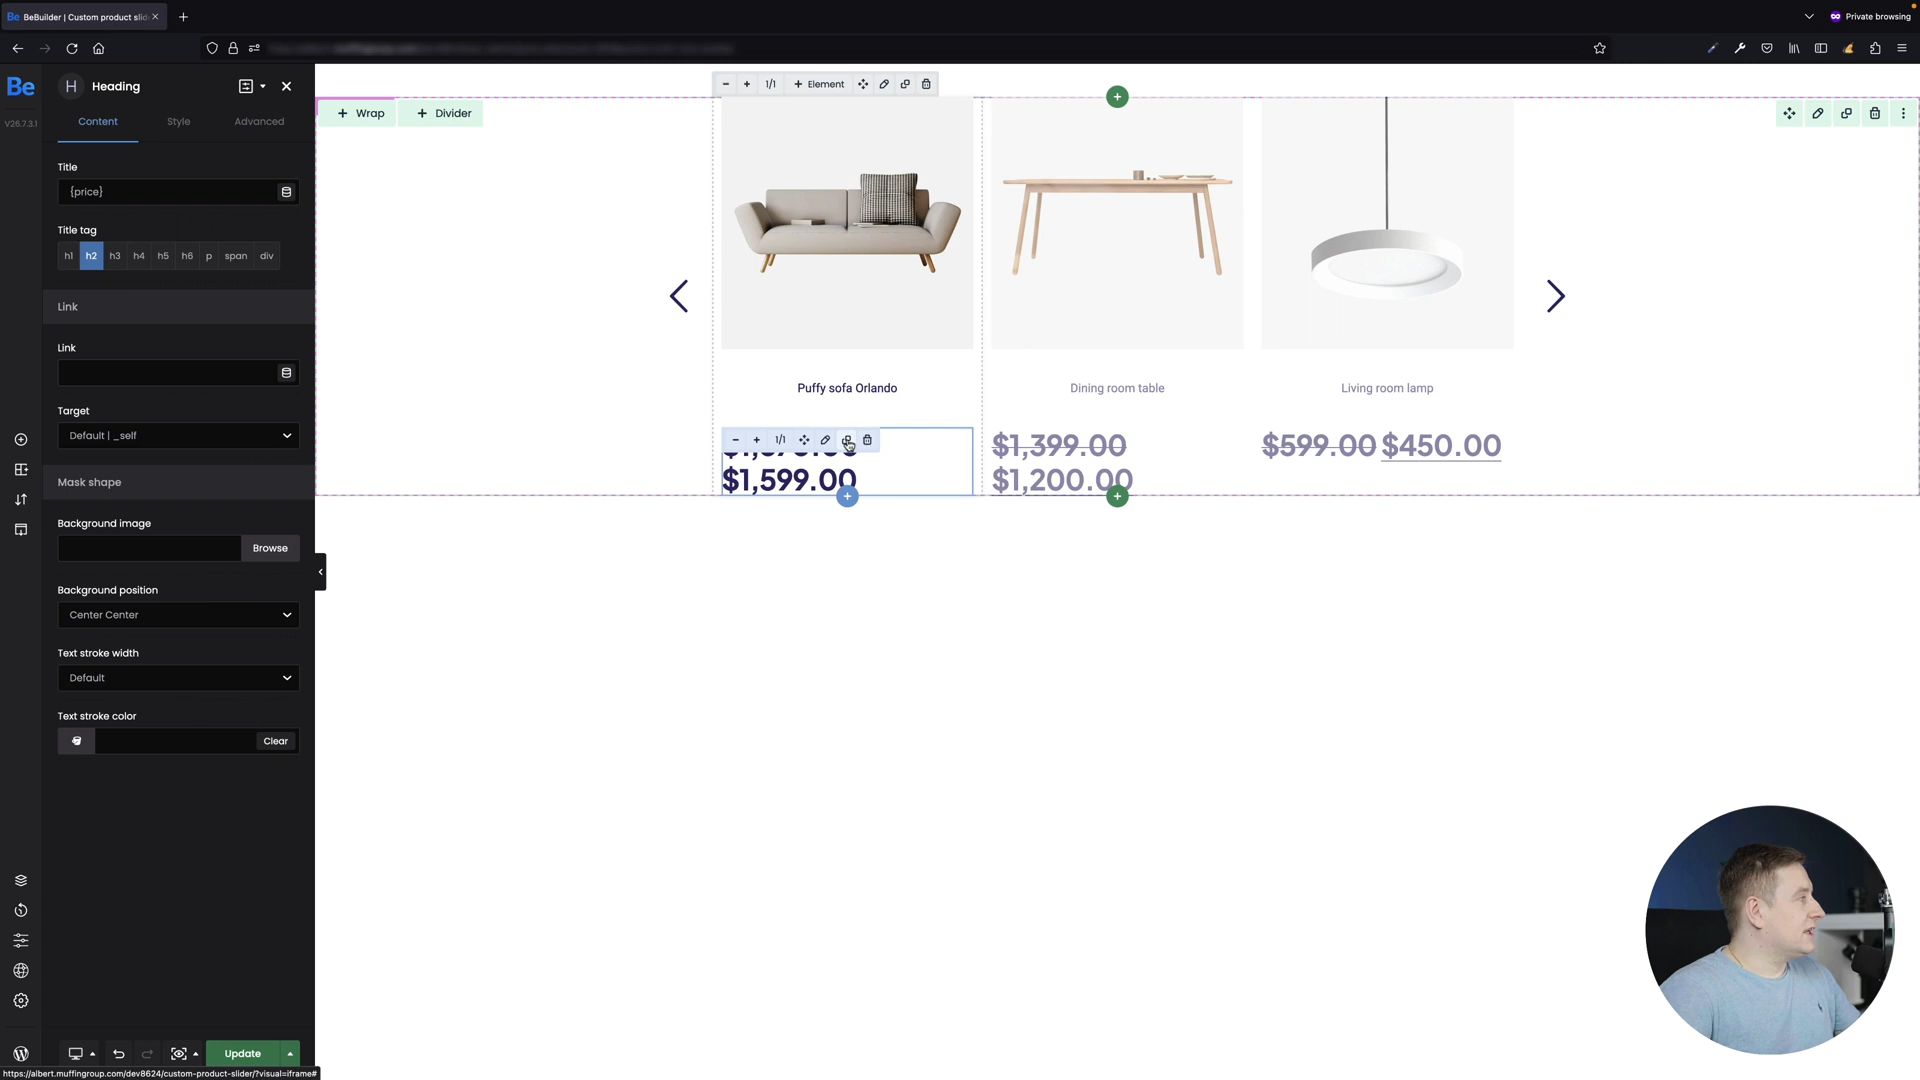 Be BeBuilder | Custom product slid
Private browsing
Be
V26.7.3.1
H Heading
Content Style Advanced
Title
{price}
Title tag
h1 h2 h3 h4 h5 h6 p span div
Link
Link
Target
Default | _self
Mask shape
Background image
Browse
Background position
Center Center
Text stroke width
Default
Text stroke color
Clear
Update
https://albert.muffingroup.com/dev8624/custom-product-slider/?visual=iframe#
1/1 + Element
+ Wrap + Divider
Puffy sofa Orlando
Dining room table
Living room lamp
1/1
$1,599.00
$1,399.00
$1,200.00
$599.00 $450.00